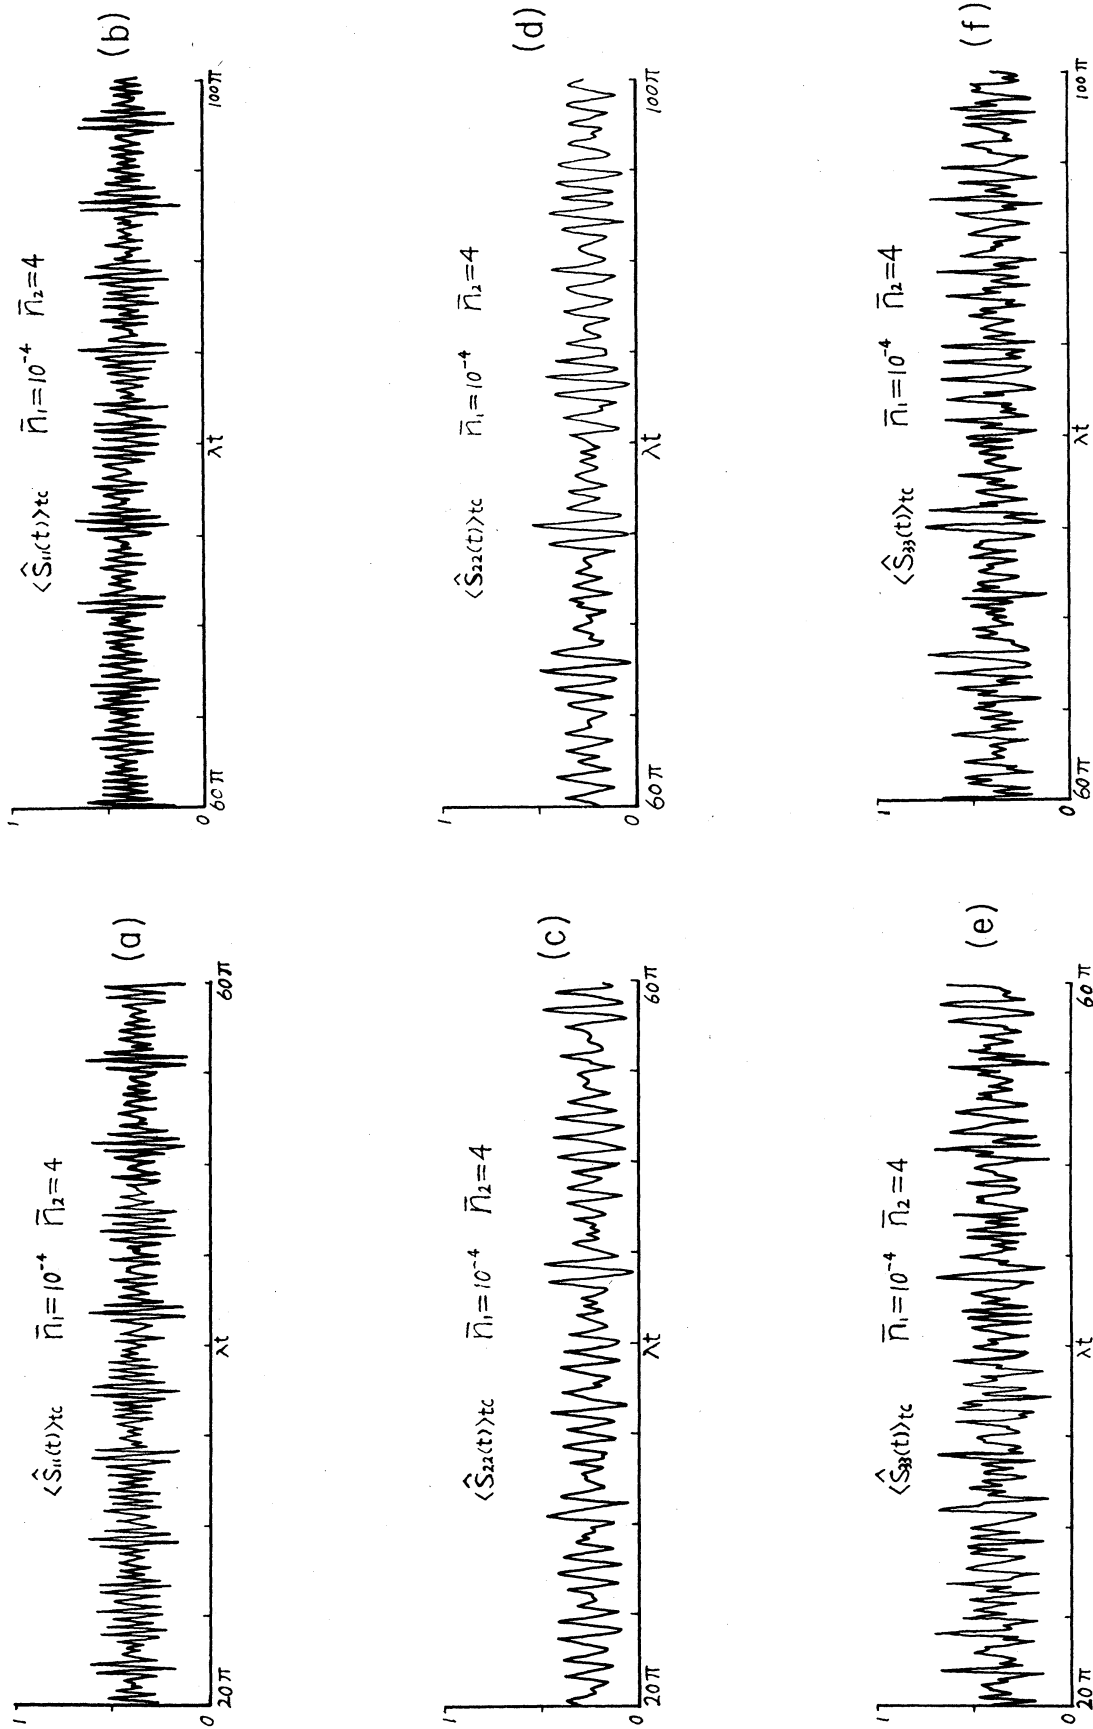 (a)
⟨Ŝ₁₁(t)⟩tc n̄₁=10⁻⁴ n̄₂=4
1
0
20π
λt
60π
(b)
⟨Ŝ₁₁(t)⟩tc n̄₁=10⁻⁴ n̄₂=4
1
0
60π
λt
100π
(c)
⟨Ŝ₂₂(t)⟩tc n̄₁=10⁻⁴ n̄₂=4
1
0
20π
λt
60π
(d)
⟨Ŝ₂₂(t)⟩tc n̄₁=10⁻⁴ n̄₂=4
1
0
60π
λt
100π
(e)
⟨Ŝ₃₃(t)⟩tc n̄₁=10⁻⁴ n̄₂=4
1
0
20π
λt
60π
(f)
⟨Ŝ₃₃(t)⟩tc n̄₁=10⁻⁴ n̄₂=4
1
0
60π
λt
100π